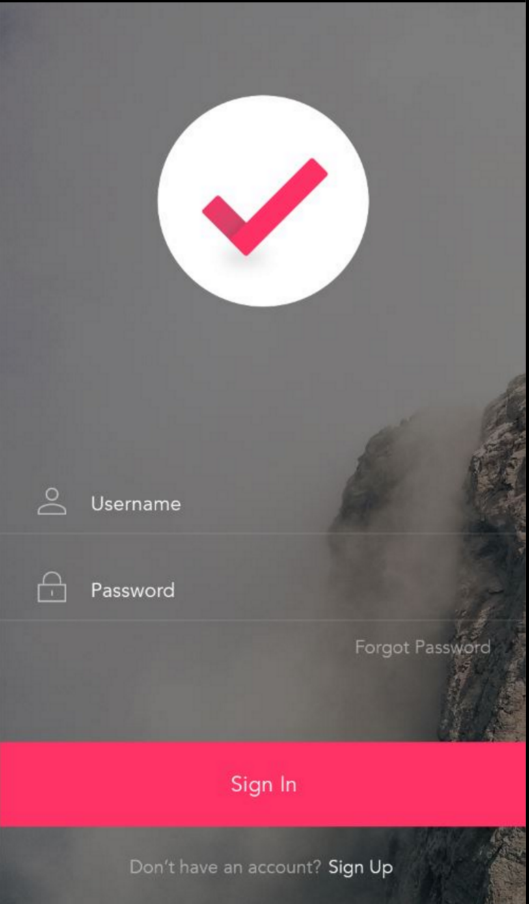 Username
Password
Forgot Password
Sign In
Don't have an account? Sign Up